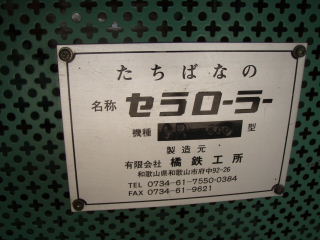 たちばなの
名称 セラローラー
機種 型
製造元
有限会社 橘鉄工所
和歌山県和歌山市府中92-26
TEL 0734-61-7550·0384
FAX 0734-61-9621